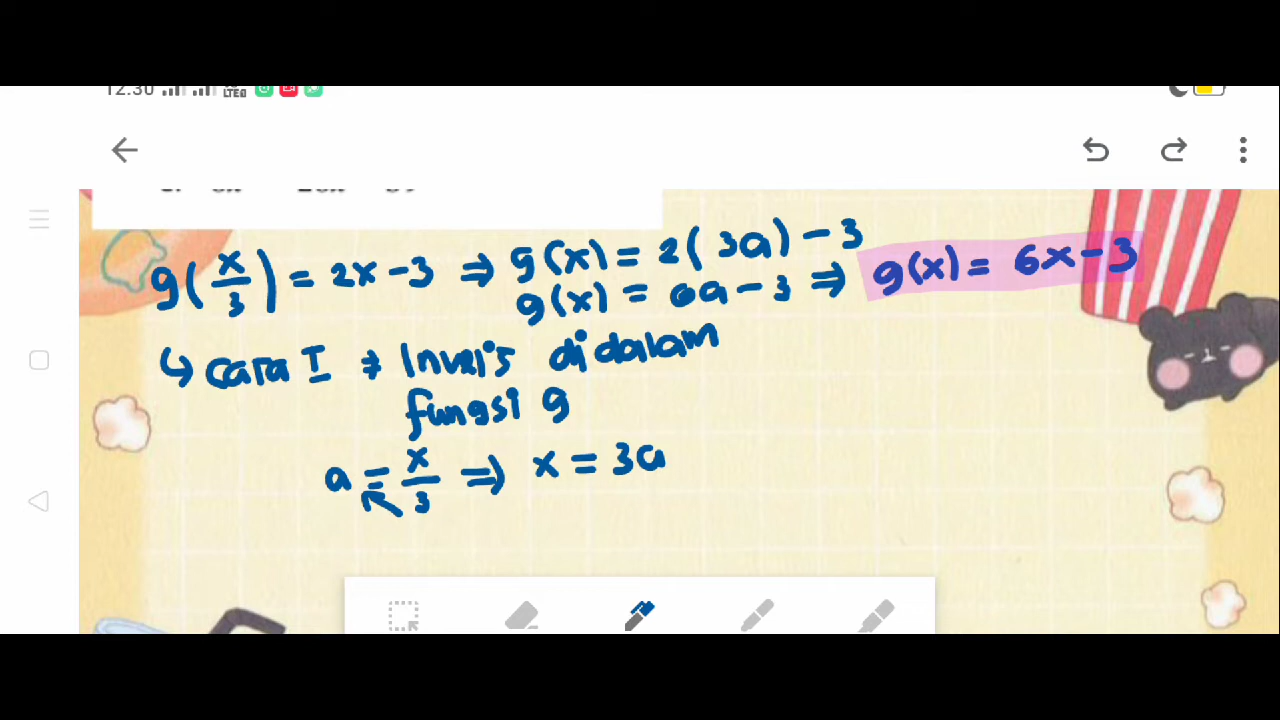 12.30
g(x/3) = 2x - 3 ⇒ g(x) = 2(3a) - 3
g(x) = 6a - 3 ⇒ g(x) = 6x - 3
↳ cara I ⇒ Invers didalam
fungsi g
a = x/3 ⇒ x = 3a